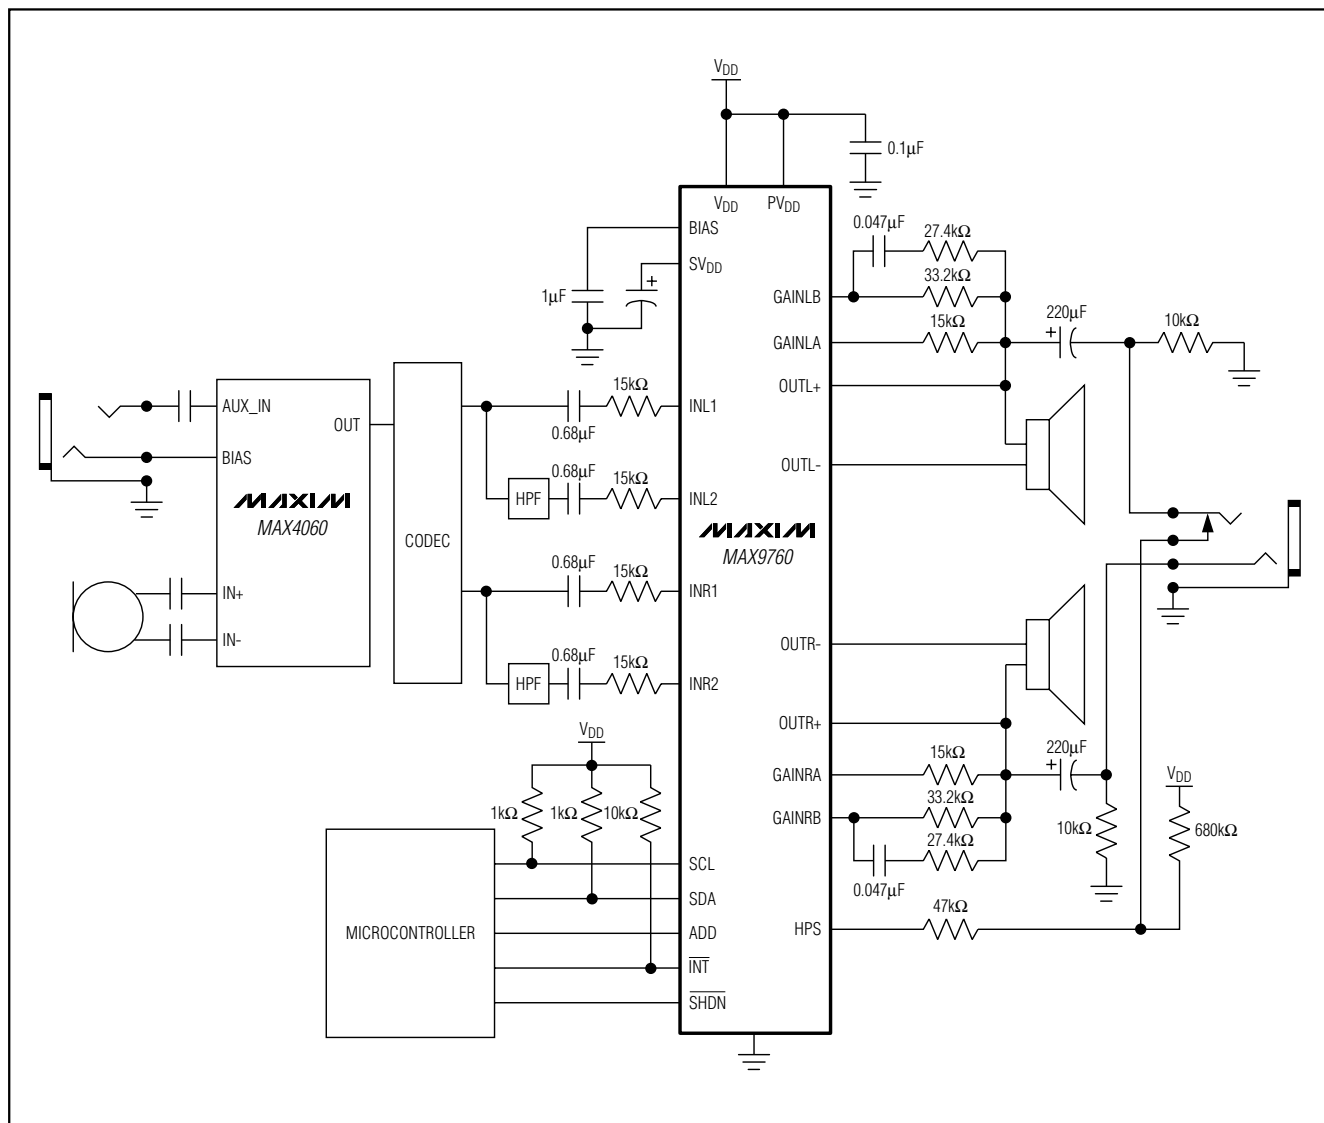 VDD
0.1µF
VDD
PVDD
BIAS
SVDD
1µF
+
0.047µF
27.4kΩ
GAINLB
33.2kΩ
GAINLA
15kΩ
220µF
+
10kΩ
OUTL+
OUTL-
AUX_IN
OUT
BIAS
MAXIM
MAX4060
IN+
IN-
CODEC
15kΩ
0.68µF
INL1
HPF
0.68µF
15kΩ
INL2
MAXIM
MAX9760
0.68µF
15kΩ
INR1
HPF
0.68µF
15kΩ
INR2
OUTR-
OUTR+
GAINRA
15kΩ
220µF
+
GAINRB
33.2kΩ
27.4kΩ
0.047µF
10kΩ
VDD
680kΩ
HPS
47kΩ
VDD
1kΩ
1kΩ
10kΩ
MICROCONTROLLER
SCL
SDA
ADD
INT
SHDN